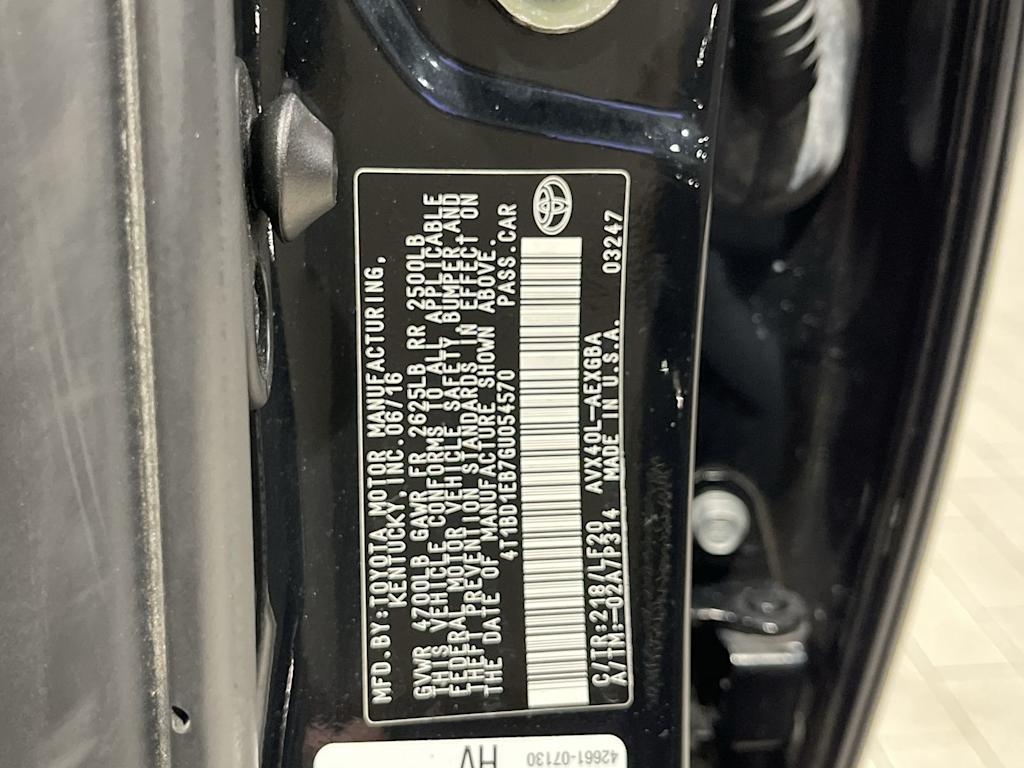 MFD.BY:TOYOTA MOTOR MANUFACTURING,
KENTUCKY,INC.06/16
GVWR 4700LB GAWR FR 2625LB RR 2500LB
THIS VEHICLE CONFORMS TO ALL APPLICABLE
FEDERAL MOTOR VEHICLE SAFETY, BUMPER,AND
THEFT PREVENTION STANDARDS IN EFFECT ON
THE DATE OF MANUFACTURE SHOWN ABOVE.
4T1BD1EB7GU054570 PASS.CAR
C/TR:218/LF20 AVX40L-AEXGBA
A/TM:-02A/P314 MADE IN U.S.A. 03247
HV
42661-07130